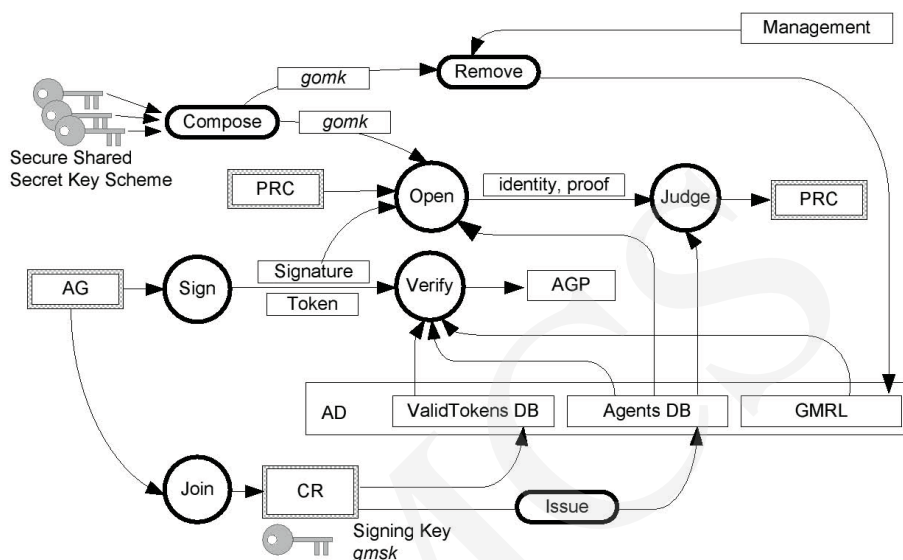 Management
gomk
Remove
Compose
gomk
Secure Shared
Secret Key Scheme
PRC
Open
identity, proof
Judge
PRC
AG
Sign
Signature
Token
Verify
AGP
AD
ValidTokens DB
Agents DB
GMRL
Join
CR
Issue
Signing Key
gmsk
MCS